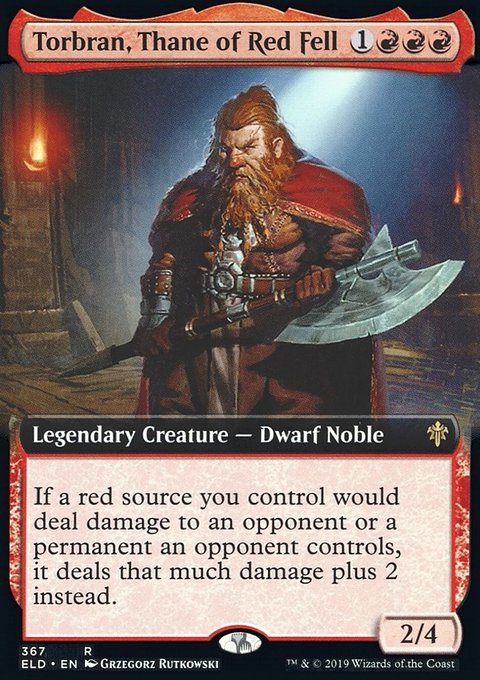 Torbran, Thane of Red Fell 1
Legendary Creature — Dwarf Noble
If a red source you control would
deal damage to an opponent or a
permanent an opponent controls,
it deals that much damage plus 2
instead.
2/4
367 R
ELD • EN Grzegorz Rutkowski
™ & © 2019 Wizards of the Coast